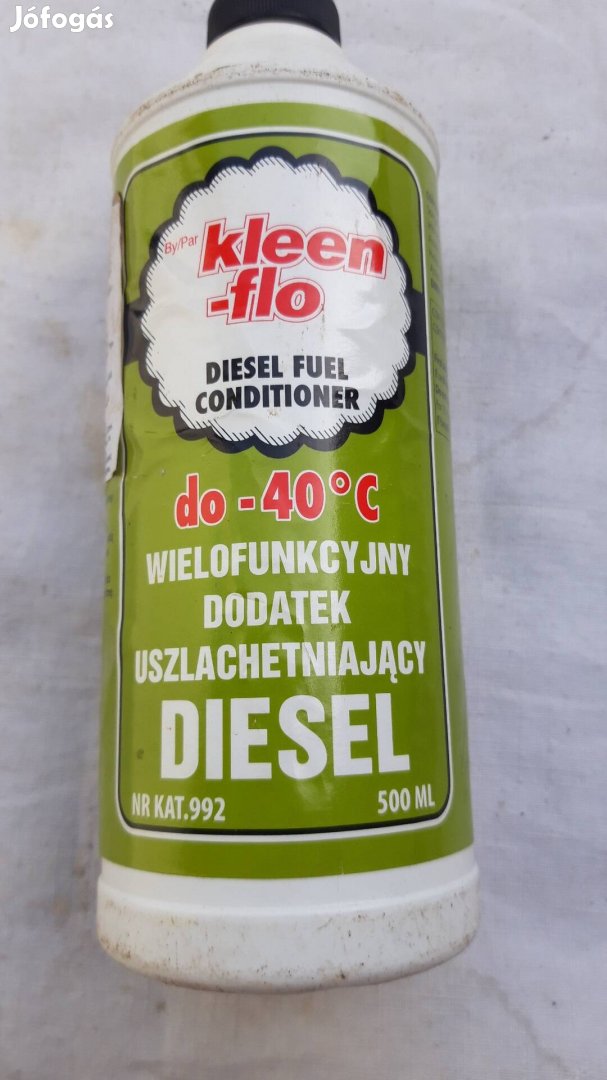 Jófogás
By/Par
kleen
-flo
DIESEL FUEL
CONDITIONER
do -40°C
WIELOFUNKCYJNY
DODATEK
USZLACHETNIAJĄCY
DIESEL
NR KAT.992
500 ML